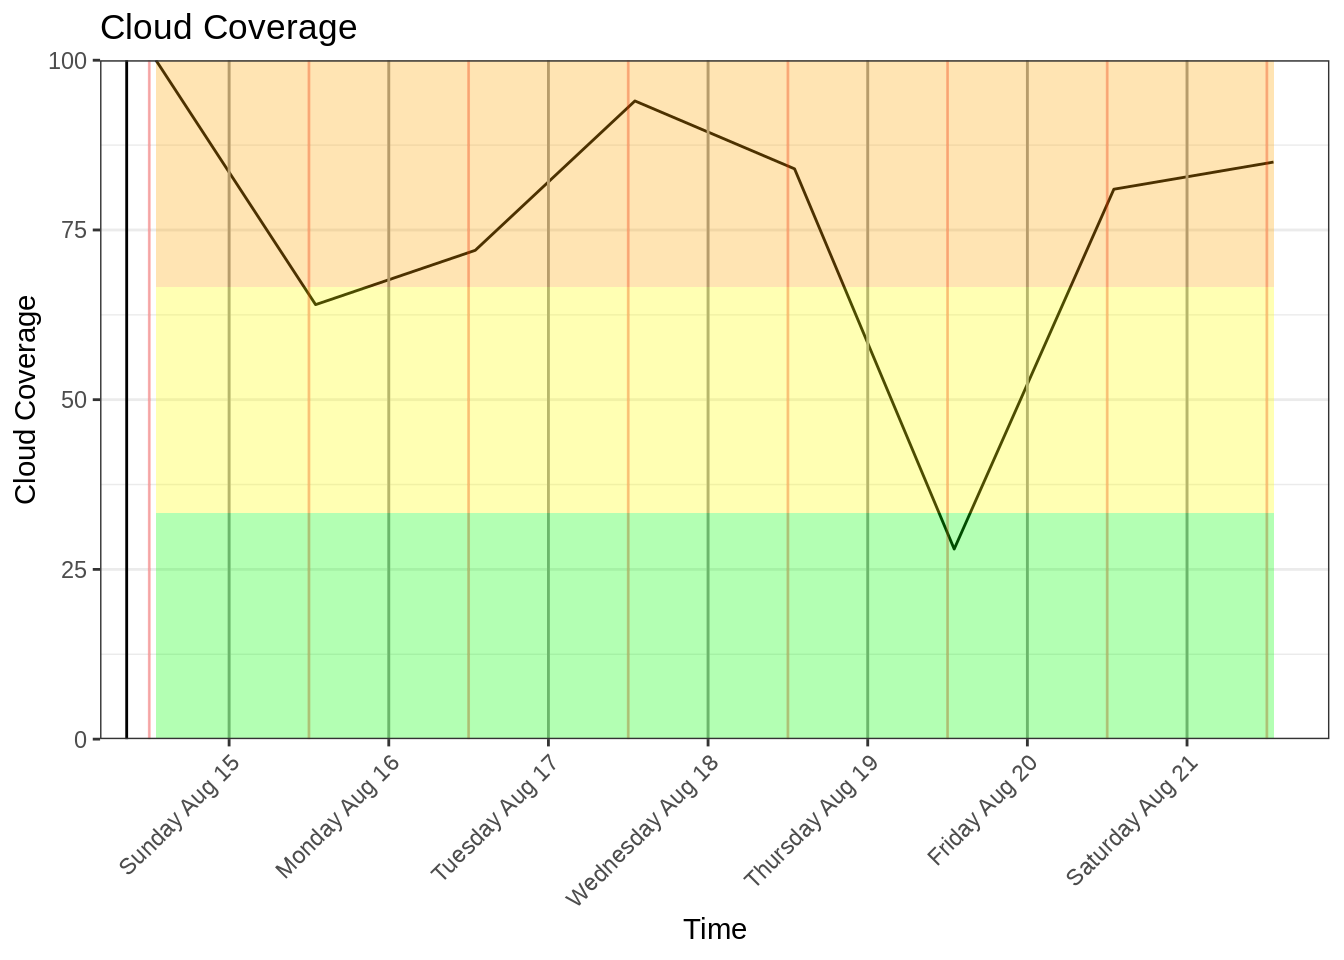 Cloud Coverage
100
75
50
25
0
Cloud Coverage
Sunday Aug 15
Monday Aug 16
Tuesday Aug 17
Wednesday Aug 18
Thursday Aug 19
Friday Aug 20
Saturday Aug 21
Time